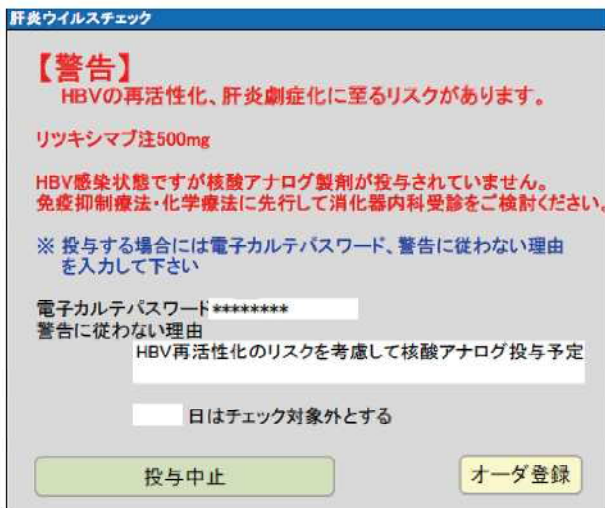 肝炎ウイルスチェック
【警告】
HBVの再活性化、肝炎劇症化に至るリスクがあります。
リツキシマブ注500mg
HBV感染状態ですが核酸アナログ製剤が投与されていません。
免疫抑制療法・化学療法に先行して消化器内科受診をご検討ください。
※ 投与する場合には電子カルテパスワード、警告に従わない理由
を入力して下さい
電子カルテパスワード ********
警告に従わない理由
HBV再活性化のリスクを考慮して核酸アナログ投与予定
日はチェック対象外とする
投与中止 オーダ登録